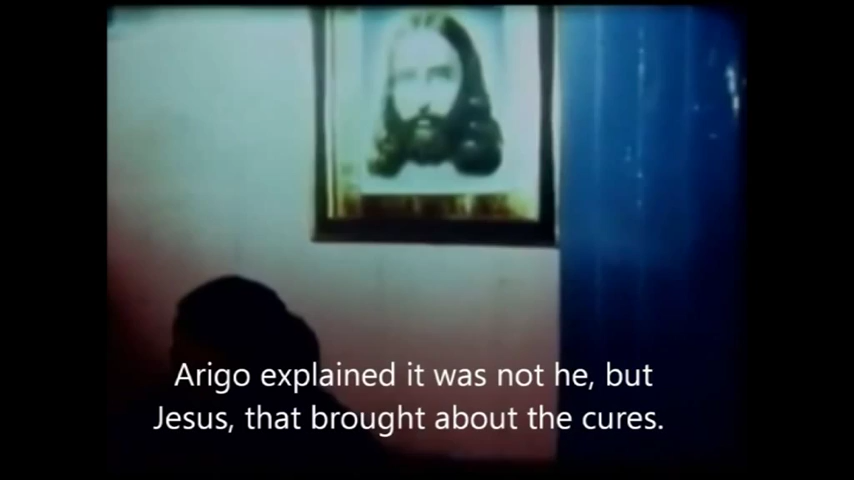 Arigo explained it was not he, but
Jesus, that brought about the cures.